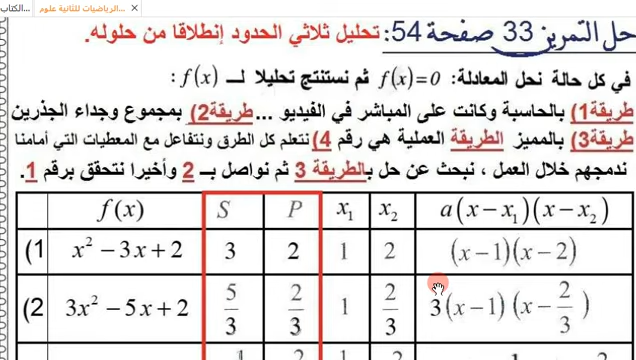 الرياضيات للثانية علوم
الكتاب
حل التمرين 33 صفحة 54: تحليل ثلاثي الحدود إنطلاقا من حلوله.
في كل حالة نحل المعادلة: f(x)=0 ثم نستنتج تحليلا لـ f(x) :
طريقة1) بالحاسبة وكانت على المباشر في الفيديو ...طريقة2) بمجموع وجداء الجذرين
طريقة3) بالمميز الطريقة العملية هي رقم 4) نتعلم كل الطرق ونتفاعل مع المعطيات التي أمامنا
ندمجهم خلال العمل ، نبحث عن حل بالطريقة 3 ثم نواصل بـ 2 وأخيرا نتحقق برقم 1.
f(x) S P x₁ x₂ a(x−x₁)(x−x₂)
(1 x²−3x+2 3 2 1 2 (x−1)(x−2)
(2 3x²−5x+2 5/3 2/3 1 2/3 3(x−1)(x−2/3)